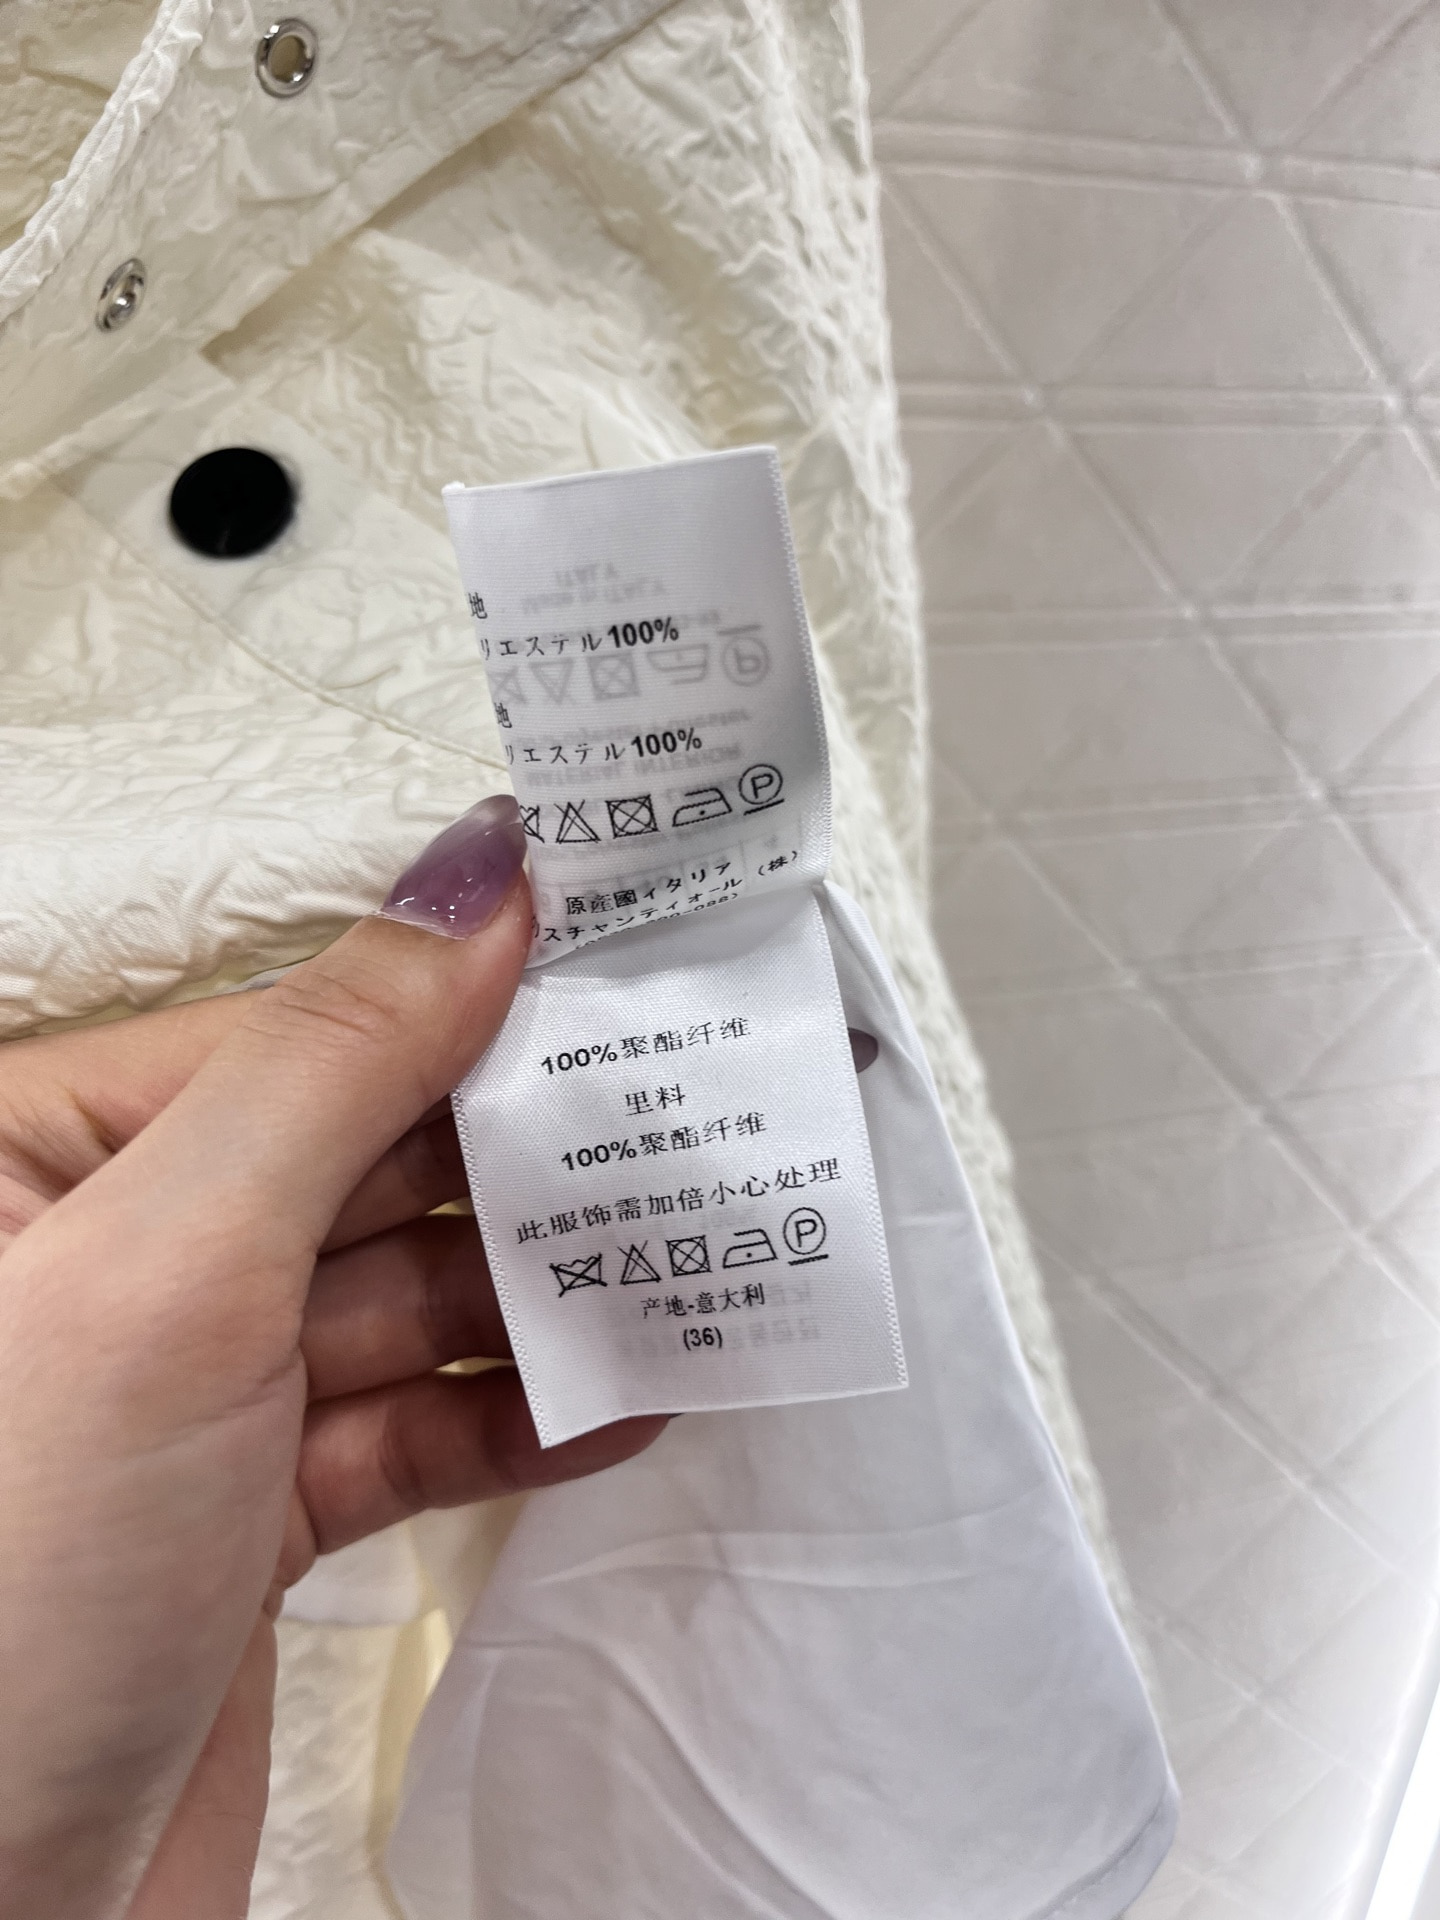 地
リエステル100%
地
リエステル100%
原産國イタリア
スチャンティオール（株）
100%聚酯纤维
里料
100%聚酯纤维
此服饰需加倍小心处理
产地-意大利
(36)